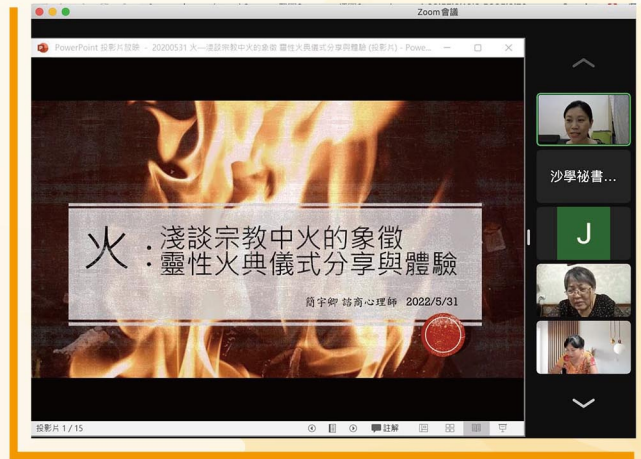 Zoom會議
PowerPoint 投影片放映 - 20200531 火—淺談宗教中火的象徵 靈性火典儀式分享與體驗 (投影片) - Powe...
火:淺談宗教中火的象徵
靈性火典儀式分享與體驗
簡宇卿 諮商心理師 2022/5/31
沙學祕書...
J
投影片 1 / 15
註解